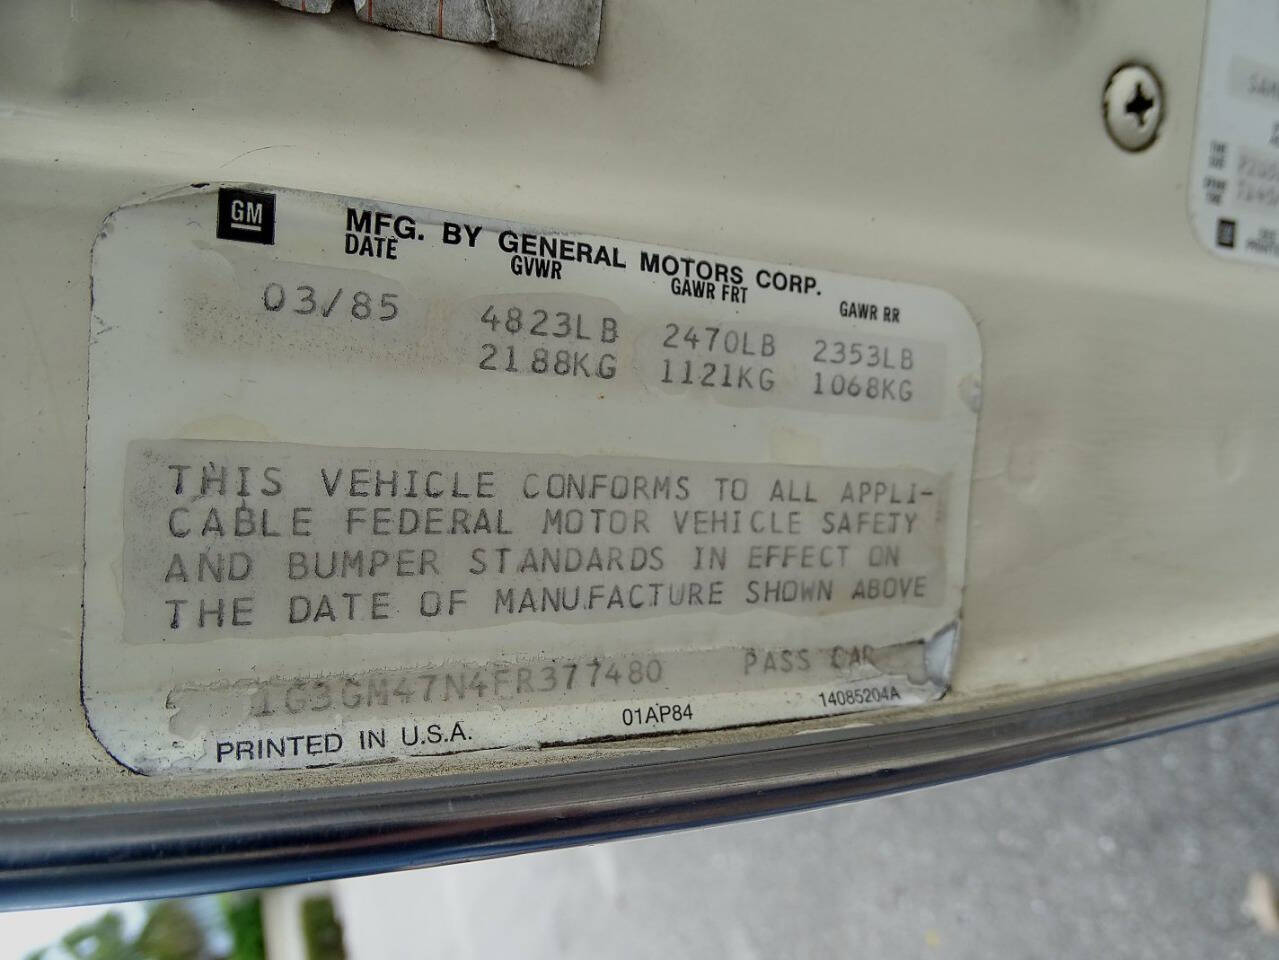 GM
MFG. BY GENERAL MOTORS CORP.
DATE GVWR GAWR FRT GAWR RR
03/85 4823LB 2470LB 2353LB
2188KG 1121KG 1068KG
THIS VEHICLE CONFORMS TO ALL APPLI-
CABLE FEDERAL MOTOR VEHICLE SAFETY
AND BUMPER STANDARDS IN EFFECT ON
THE DATE OF MANUFACTURE SHOWN ABOVE
1G3GM47N4FR377480 PASS CAR
PRINTED IN U.S.A. 01AP84 14085204A